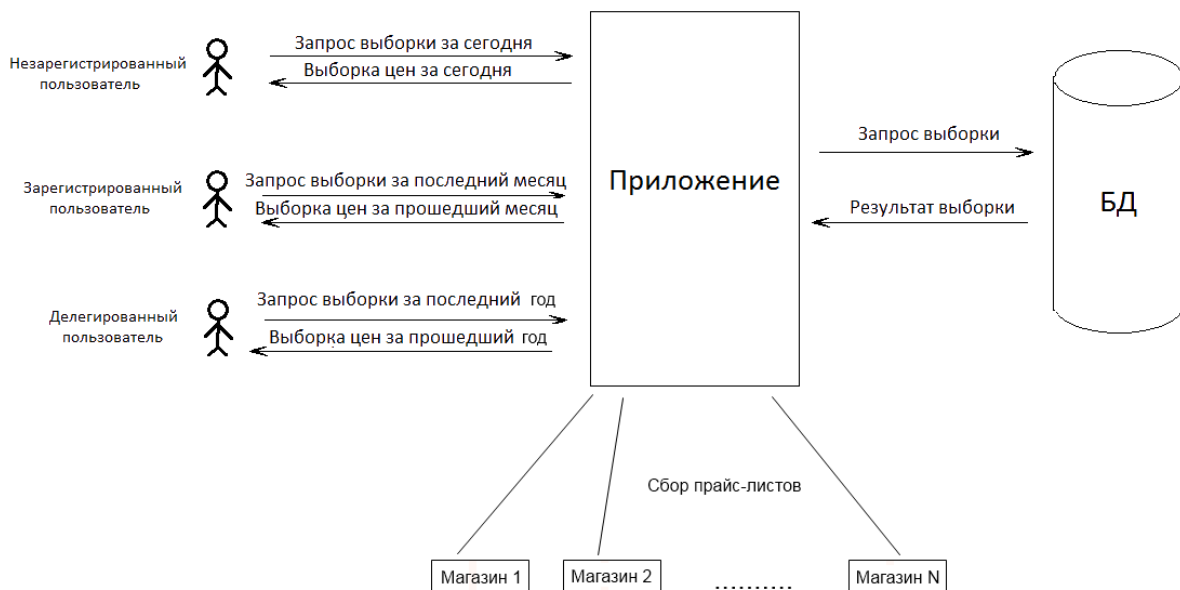 Незарегистрированный
пользователь
Запрос выборки за сегодня
Выборка цен за сегодня
Зарегистрированный
пользователь
Запрос выборки за последний месяц
Выборка цен за прошедший месяц
Делегированный
пользователь
Запрос выборки за последний год
Выборка цен за прошедший год
Приложение
Запрос выборки
Результат выборки
БД
Сбор прайс-листов
Магазин 1
Магазин 2
..........
Магазин N